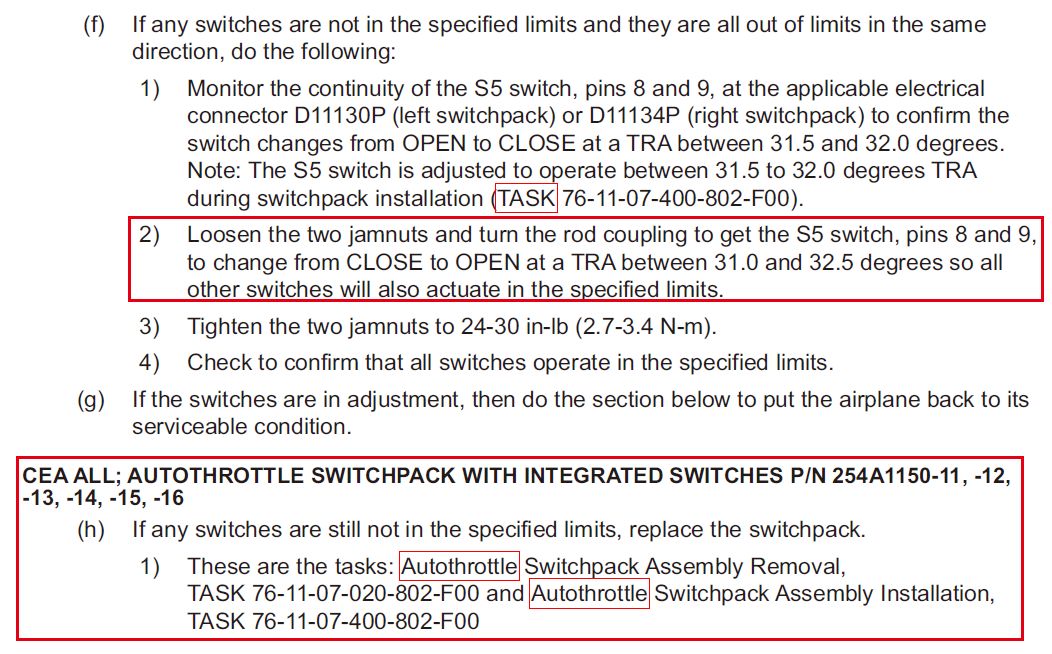 (f) If any switches are not in the specified limits and they are all out of limits in the same
direction, do the following:
1) Monitor the continuity of the S5 switch, pins 8 and 9, at the applicable electrical
connector D11130P (left switchpack) or D11134P (right switchpack) to confirm the
switch changes from OPEN to CLOSE at a TRA between 31.5 and 32.0 degrees.
Note: The S5 switch is adjusted to operate between 31.5 to 32.0 degrees TRA
during switchpack installation (TASK 76-11-07-400-802-F00).
2) Loosen the two jamnuts and turn the rod coupling to get the S5 switch, pins 8 and 9,
to change from CLOSE to OPEN at a TRA between 31.0 and 32.5 degrees so all
other switches will also actuate in the specified limits.
3) Tighten the two jamnuts to 24-30 in-lb (2.7-3.4 N-m).
4) Check to confirm that all switches operate in the specified limits.
(g) If the switches are in adjustment, then do the section below to put the airplane back to its
serviceable condition.
CEA ALL; AUTOTHROTTLE SWITCHPACK WITH INTEGRATED SWITCHES P/N 254A1150-11, -12,
-13, -14, -15, -16
(h) If any switches are still not in the specified limits, replace the switchpack.
1) These are the tasks: Autothrottle Switchpack Assembly Removal,
TASK 76-11-07-020-802-F00 and Autothrottle Switchpack Assembly Installation,
TASK 76-11-07-400-802-F00